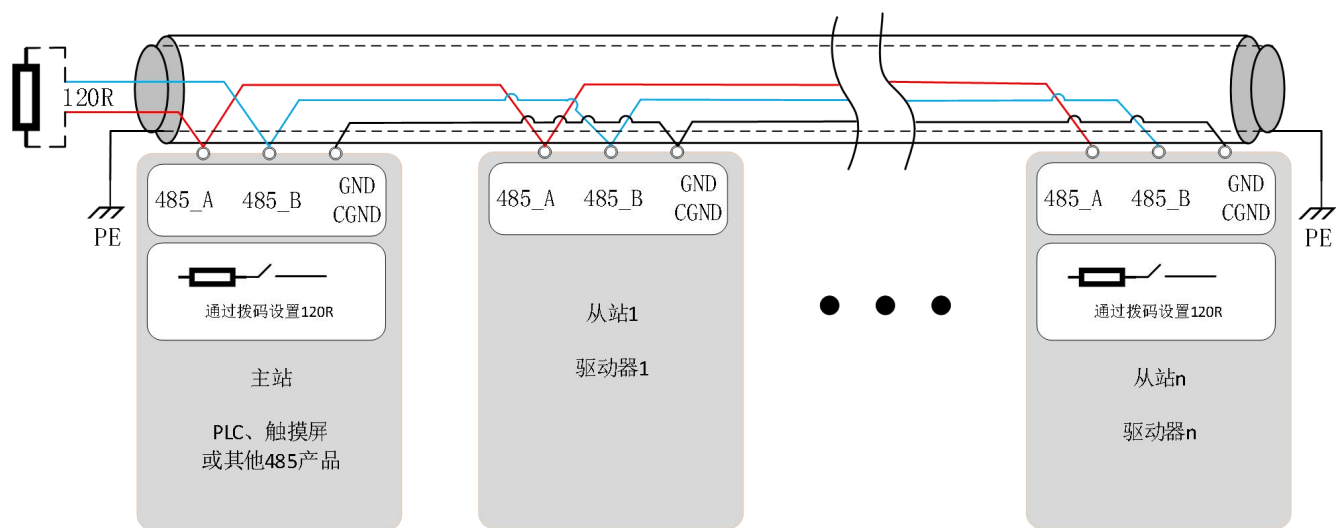 120R
PE
485_A 485_B GND
CGND
通过拨码设置120R
主站
PLC、触摸屏
或其他485产品
485_A 485_B GND
CGND
从站1
驱动器1
485_A 485_B GND
CGND
通过拨码设置120R
从站n
驱动器n
PE